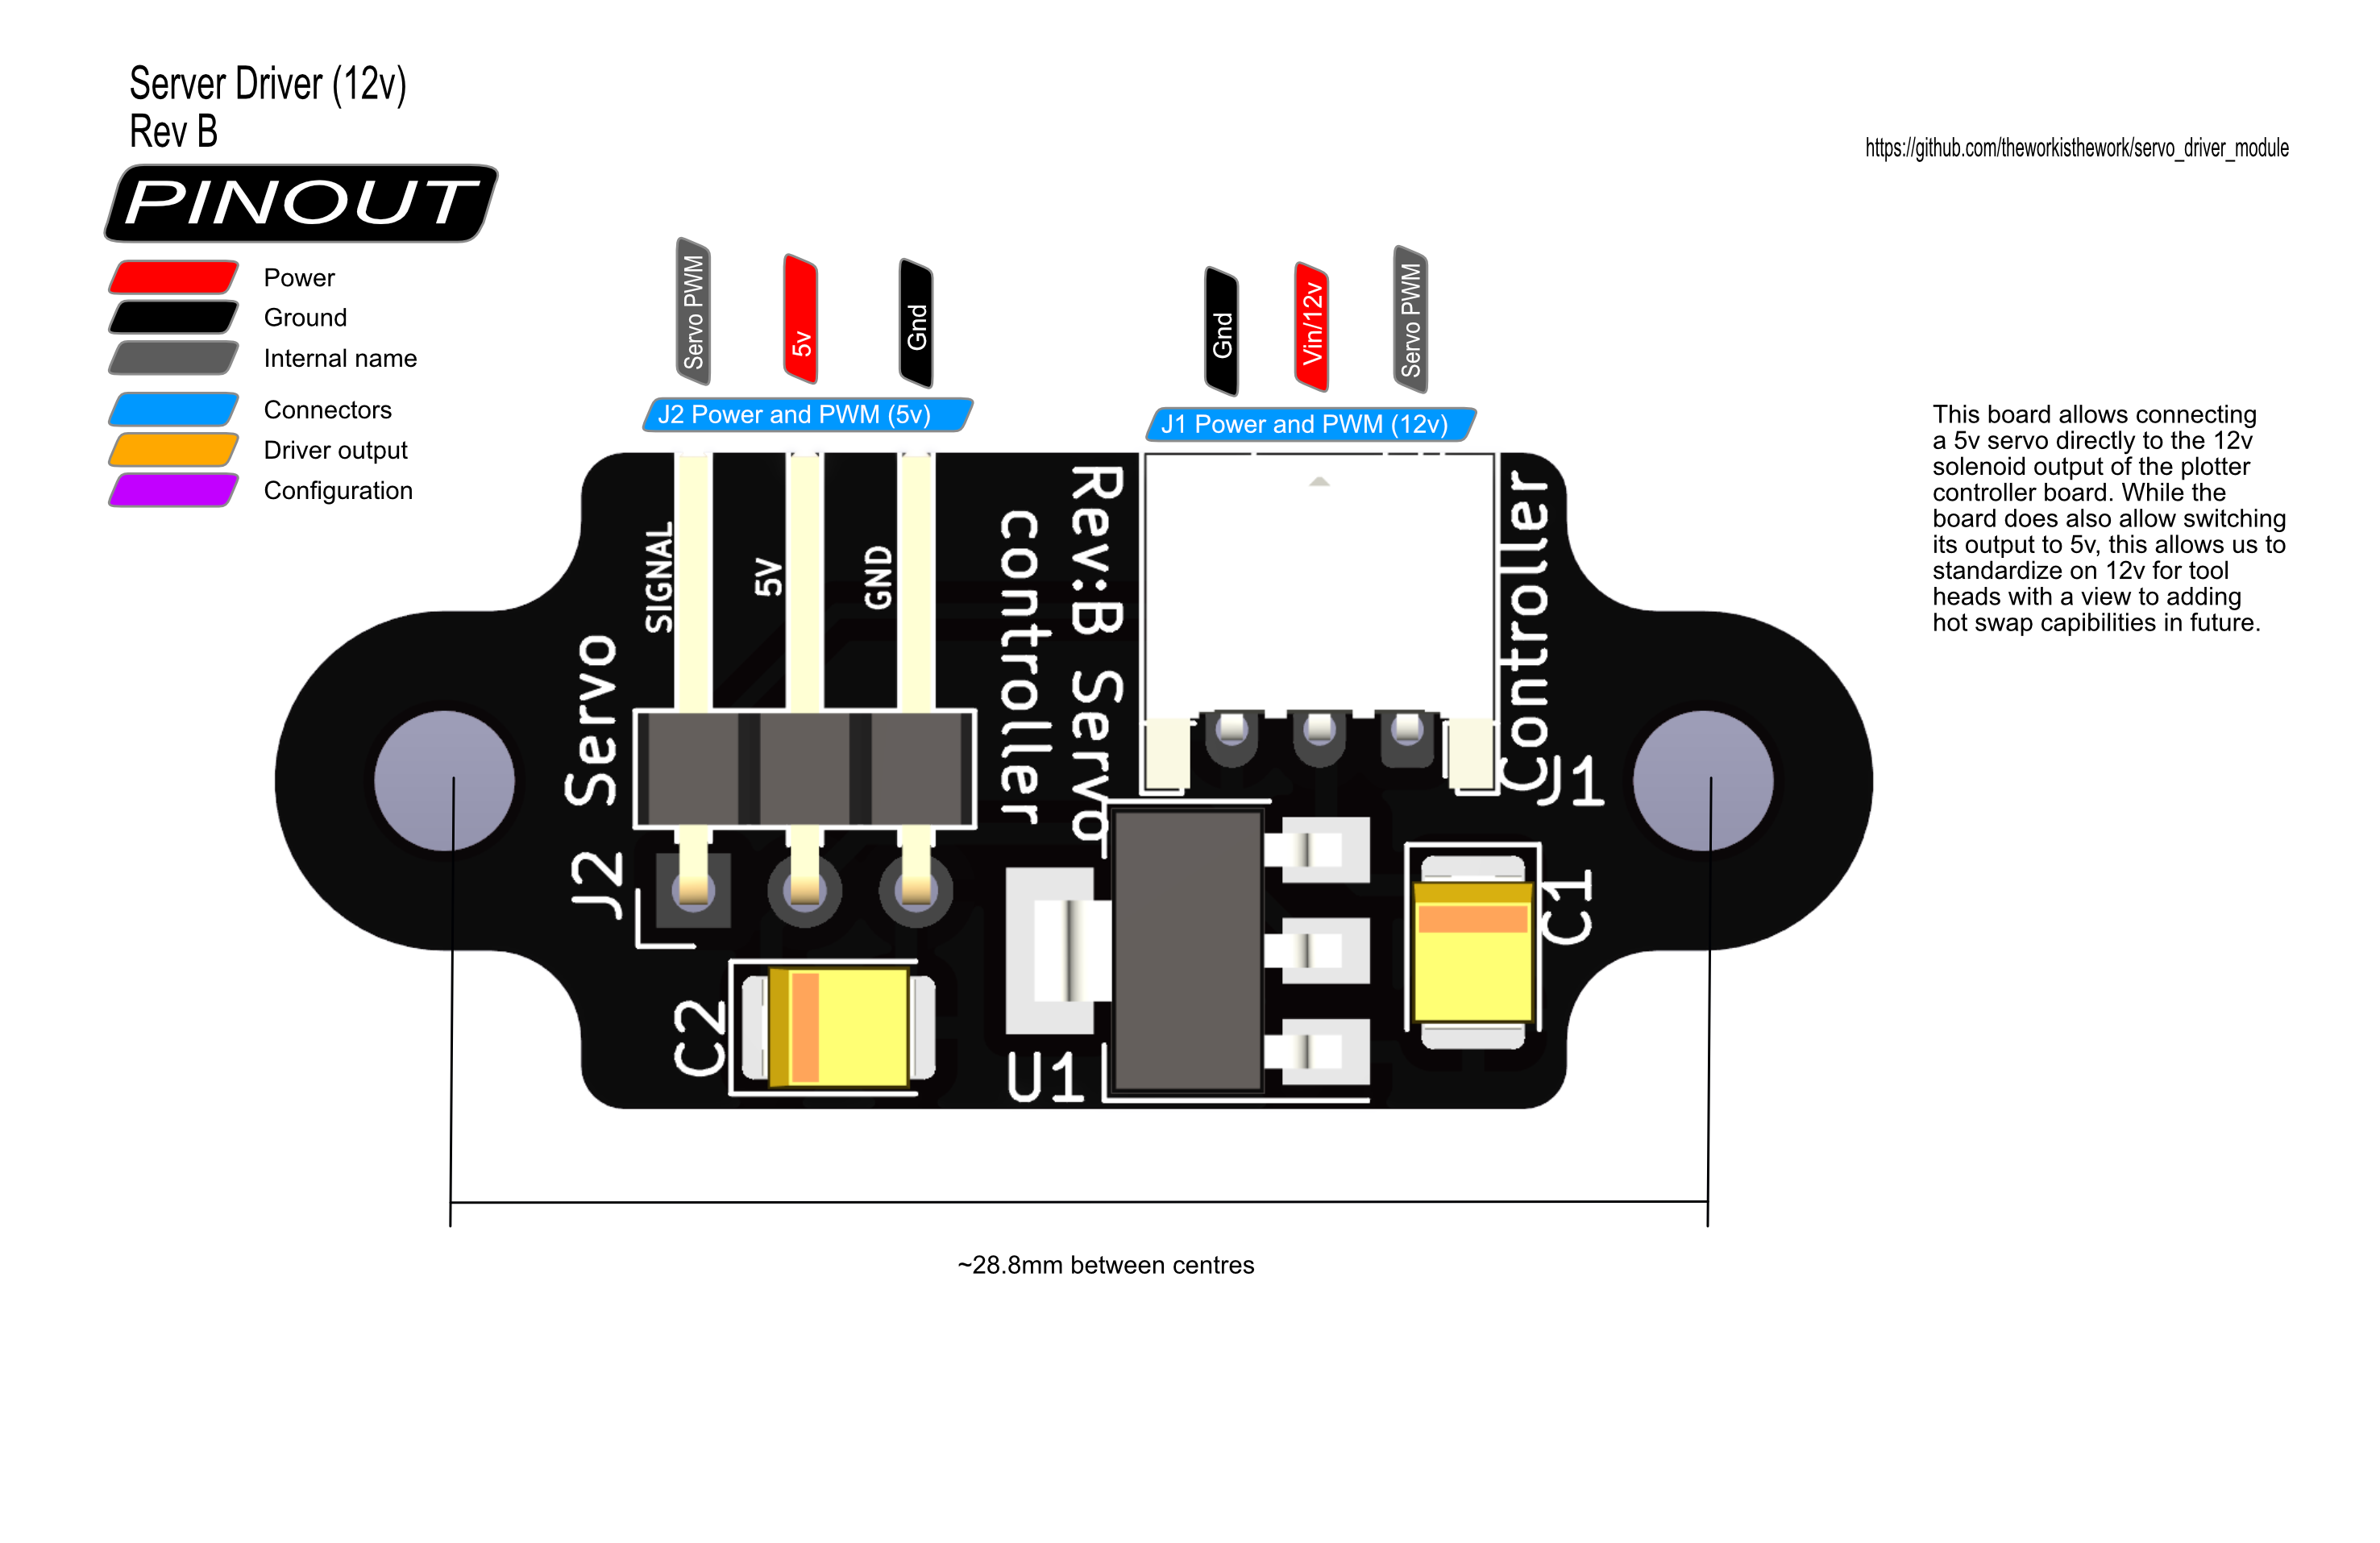 Server Driver (12v)
Rev B
PINOUT
Power
Ground
Internal name
Connectors
Driver output
Configuration
https://github.com/theworkisthework/servo_driver_module
Servo PWM
5v
Gnd
J2 Power and PWM (5v)
Gnd
Vin/12v
Servo PWM
J1 Power and PWM (12v)
This board allows connecting
a 5v servo directly to the 12v
solenoid output of the plotter
controller board. While the
board does also allow switching
its output to 5v, this allows us to
standardize on 12v for tool
heads with a view to adding
hot swap capibilities in future.
SIGNAL
5V
GND
Servo
J2
Rev:B Servo
controller
Controller
J1
C1
C2
U1
~28.8mm between centres